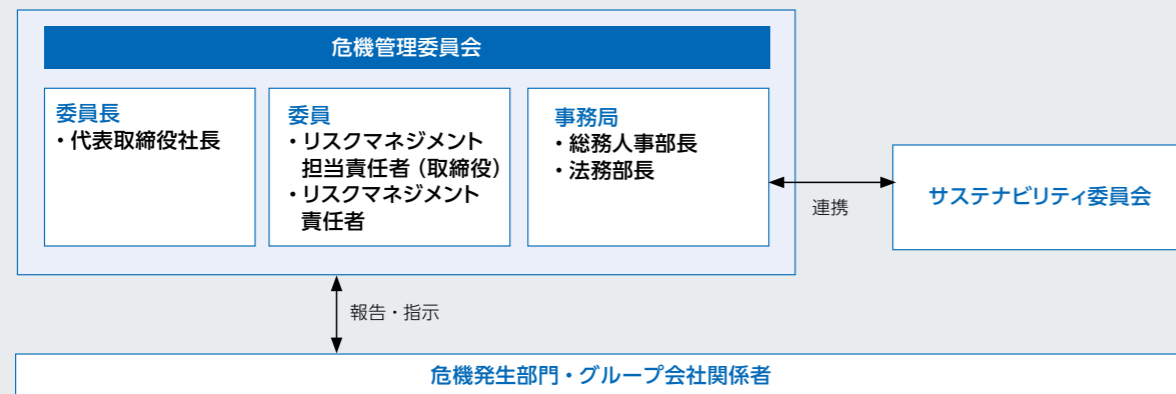 危機管理委員会
委員長
・代表取締役社長
委員
・リスクマネジメント
担当責任者（取締役）
・リスクマネジメント
責任者
事務局
・総務人事部長
・法務部長
連携
サステナビリティ委員会
報告・指示
危機発生部門・グループ会社関係者